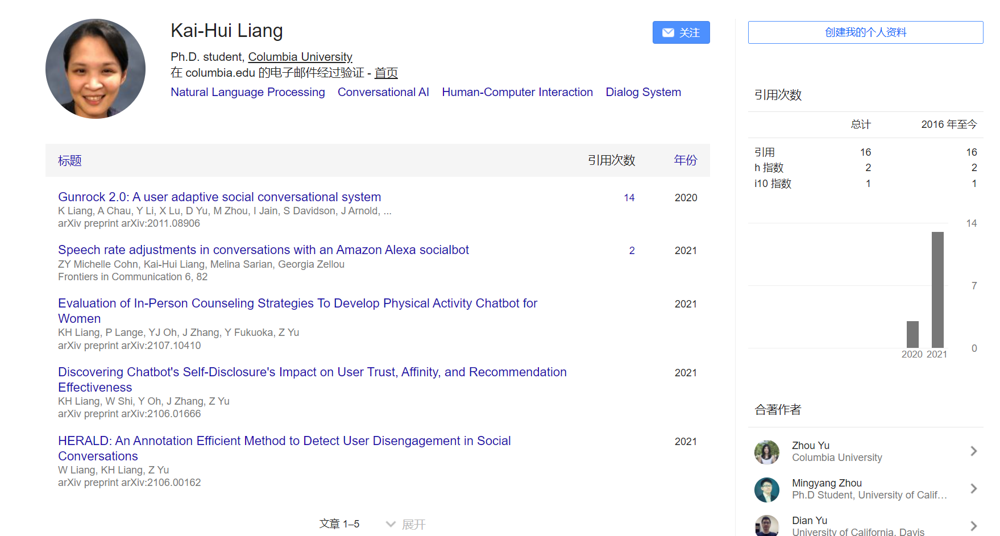 Kai-Hui Liang
关注
Ph.D. student, Columbia University
在 columbia.edu 的电子邮件经过验证 - 首页
Natural Language Processing Conversational AI Human-Computer Interaction Dialog System
标题 引用次数 年份
Gunrock 2.0: A user adaptive social conversational system 14 2020
K Liang, A Chau, Y Li, X Lu, D Yu, M Zhou, I Jain, S Davidson, J Arnold, ...
arXiv preprint arXiv:2011.08906
Speech rate adjustments in conversations with an Amazon Alexa socialbot 2 2021
ZY Michelle Cohn, Kai-Hui Liang, Melina Sarian, Georgia Zellou
Frontiers in Communication 6, 82
Evaluation of In-Person Counseling Strategies To Develop Physical Activity Chatbot for 2021
Women
KH Liang, P Lange, YJ Oh, J Zhang, Y Fukuoka, Z Yu
arXiv preprint arXiv:2107.10410
Discovering Chatbot's Self-Disclosure's Impact on User Trust, Affinity, and Recommendation 2021
Effectiveness
KH Liang, W Shi, Y Oh, J Zhang, Z Yu
arXiv preprint arXiv:2106.01666
HERALD: An Annotation Efficient Method to Detect User Disengagement in Social 2021
Conversations
W Liang, KH Liang, Z Yu
arXiv preprint arXiv:2106.00162
文章 1–5 展开
创建我的个人资料
引用次数
总计 2016 年至今
引用 16 16
h 指数 2 2
i10 指数 1 1
14
7
0
2020 2021
合著作者
Zhou Yu
Columbia University
Mingyang Zhou
Ph.D Student, University of Calif…
Dian Yu
University of California, Davis